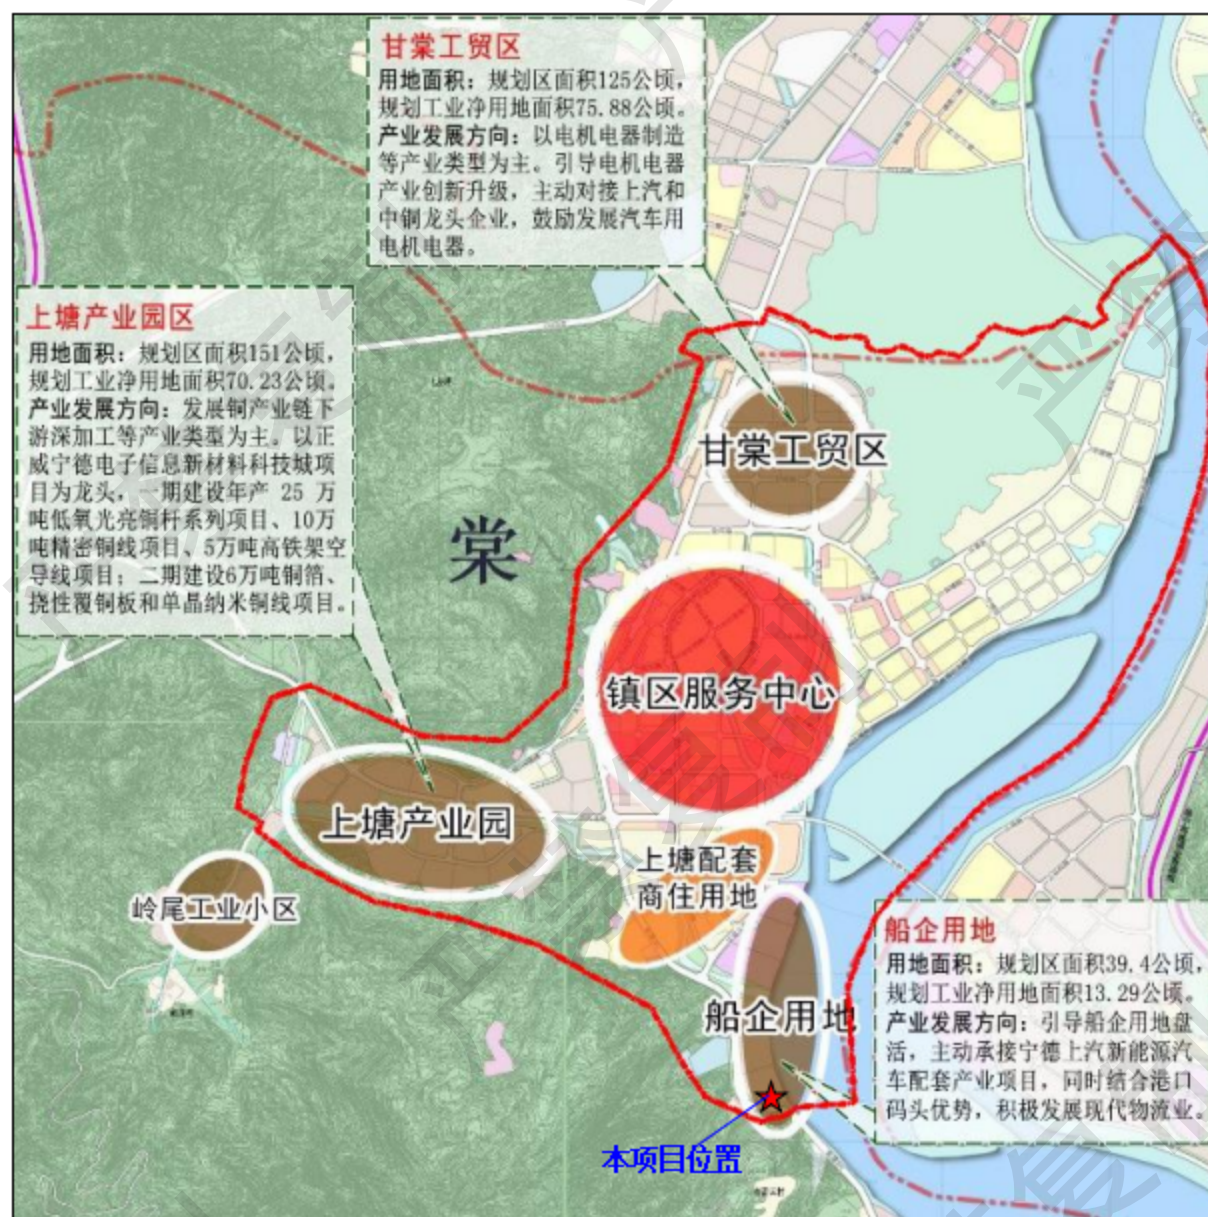 甘棠工贸区
用地面积：规划区面积125公顷，
规划工业净用地面积75.88公顷。
产业发展方向：以电机电器制造
等产业类型为主。引导电机电器
产业创新升级，主动对接上汽和
中铜龙头企业，鼓励发展汽车用
电机电器。
上塘产业园区
用地面积：规划区面积151公顷，
规划工业净用地面积70.23公顷。
产业发展方向：发展铜产业链下
游深加工等产业类型为主。以正
威宁德电子信息新材料科技城项
目为龙头，一期建设年产 25 万
吨低氧光亮铜杆系列项目、10万
吨精密铜线项目、5万吨高铁架空
导线项目；二期建设6万吨铜箔、
挠性覆铜板和单晶纳米铜线项目。
甘棠工贸区
棠
镇区服务中心
上塘产业园
上塘配套
商住用地
岭尾工业小区
船企用地
船企用地
用地面积：规划区面积39.4公顷，
规划工业净用地面积13.29公顷。
产业发展方向：引导船企用地盘
活，主动承接宁德上汽新能源汽
车配套产业项目，同时结合港口
码头优势，积极发展现代物流业。
本项目位置